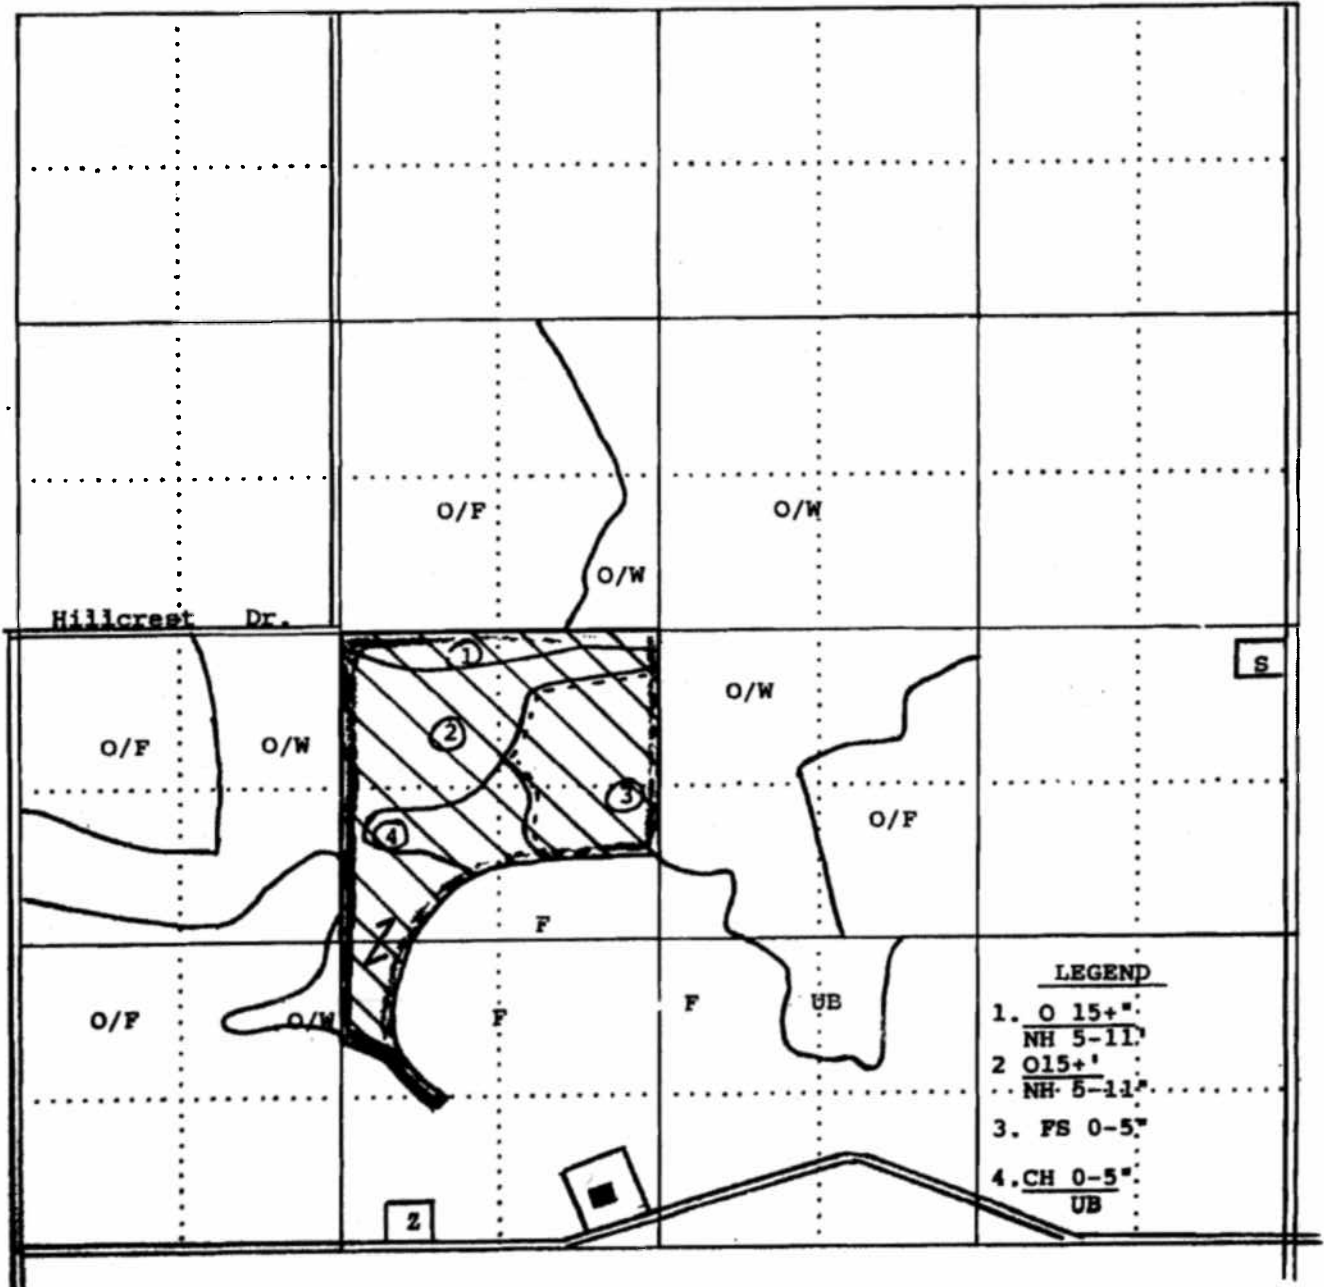 O/F
O/W
O/W
Hillcrest Dr.
S
1
O/W
2
O/F
O/W
3
O/F
4
F
LEGEND
O/F
O/W
F
F
UB
1. O 15+"
NH 5-11"
2 O15+'
NH 5-11"
3. FS 0-5"
4. CH 0-5"
UB
Z